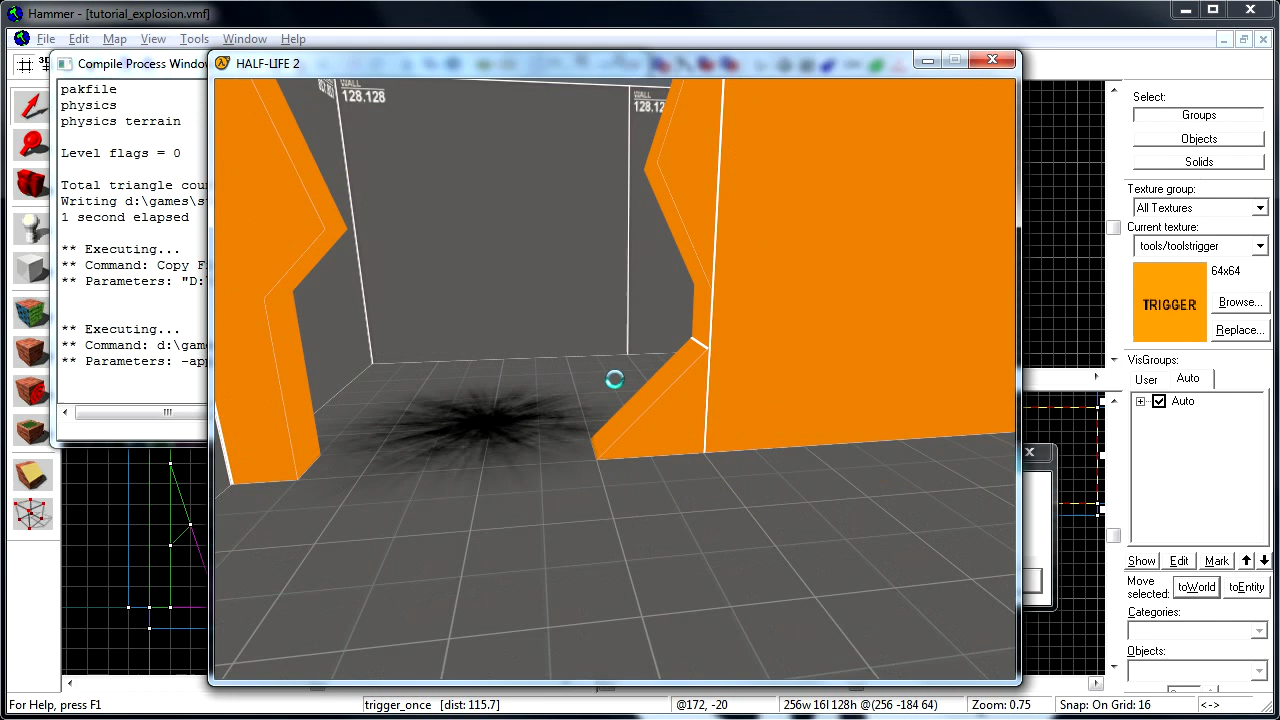 Hammer - [tutorial_explosion.vmf]
File Edit Map View Tools Window Help
Compile Process Window
HALF-LIFE 2
pakfile
physics
physics terrain
Level flags = 0
Total triangle cou
Writing d:\games\s
1 second elapsed
** Executing...
** Command: Copy F
** Parameters: "D:
** Executing...
** Command: d:\gam
** Parameters: -ap
WALL
128.128
WALL
128.12
Select:
Groups
Objects
Solids
Texture group:
All Textures
Current texture:
tools/toolstrigger
TRIGGER
64x64
Browse...
Replace...
VisGroups:
User Auto
Auto
Show Edit Mark
Move selected:
toWorld toEntity
Categories:
Objects:
For Help, press F1
trigger_once [dist: 115.7]
@172, -20
256w 16l 128h @(256 -184 64)
Zoom: 0.75
Snap: On Grid: 16
<->